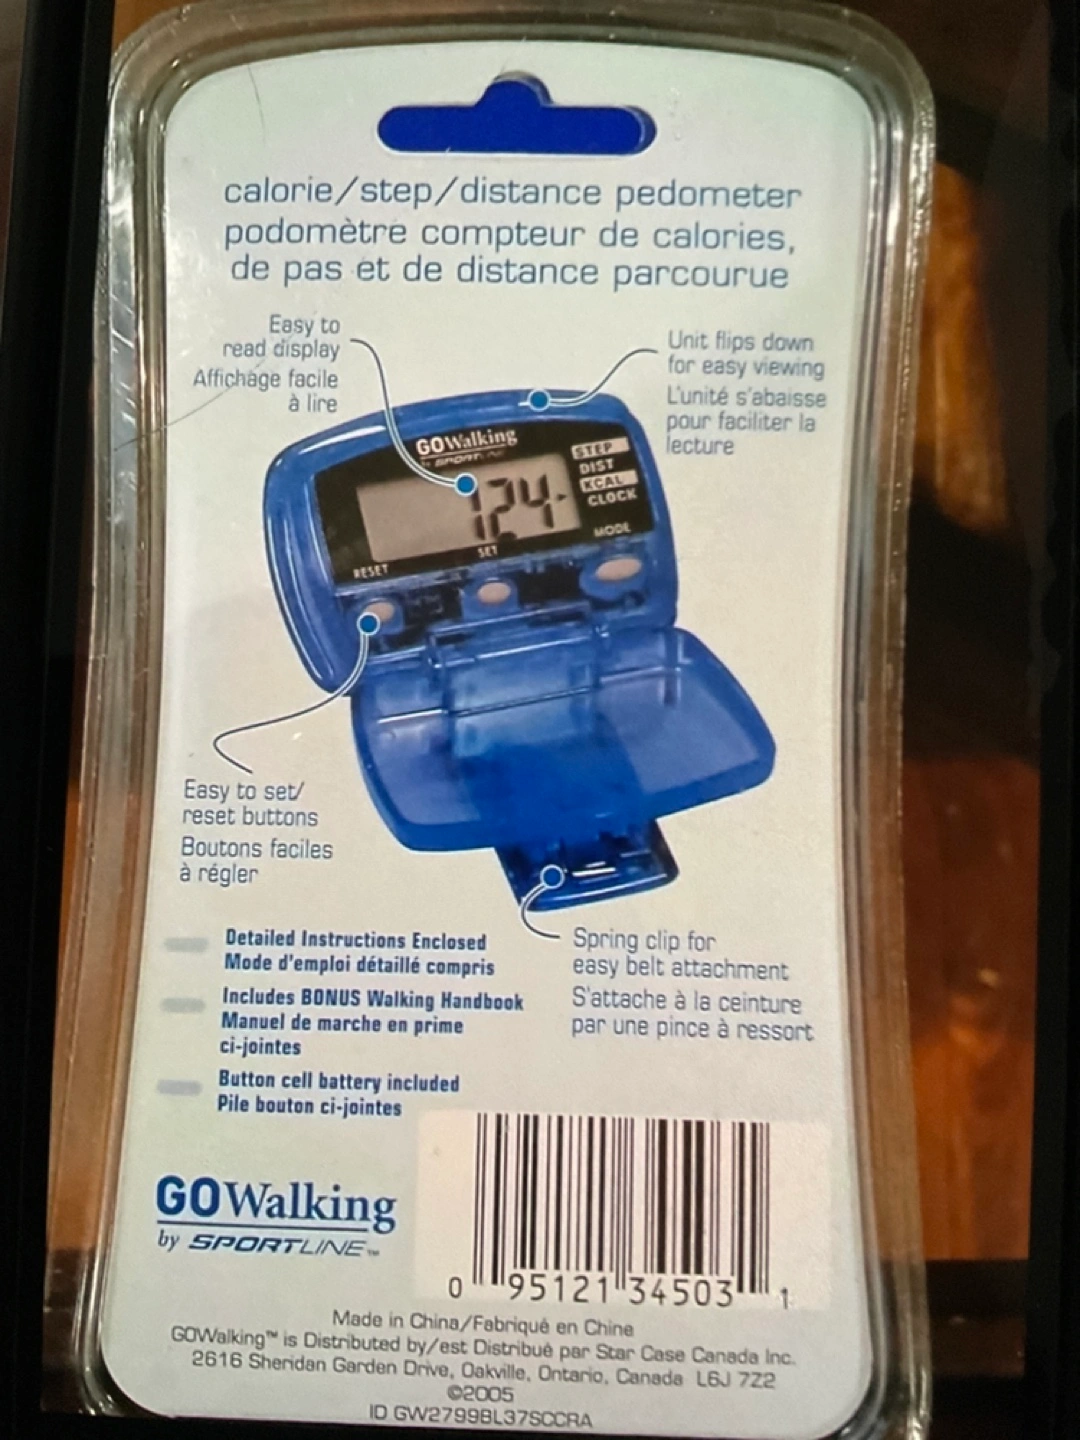 calorie/step/distance pedometer
podomètre compteur de calories,
de pas et de distance parcourue
Easy to
read display
Affichage facile
à lire
Unit flips down
for easy viewing
L'unité s'abaisse
pour faciliter la
lecture
GOWalking
by SPORTLINE
STEP
DIST
KCAL
CLOCK
124
RESET
SET
MODE
Easy to set/
reset buttons
Boutons faciles
à régler
Detailed Instructions Enclosed
Mode d'emploi détaillé compris
Includes BONUS Walking Handbook
Manuel de marche en prime
ci-jointes
Button cell battery included
Pile bouton ci-jointes
Spring clip for
easy belt attachment
S'attache à la ceinture
par une pince à ressort
GOWalking
by SPORTLINE™
0 95121 34503 1
Made in China/Fabriqué en Chine
GOWalking™ is Distributed by/est Distribué par Star Case Canada Inc.
2616 Sheridan Garden Drive, Oakville, Ontario, Canada L6J 7Z2
©2005
ID GW2799BL37SCCRA